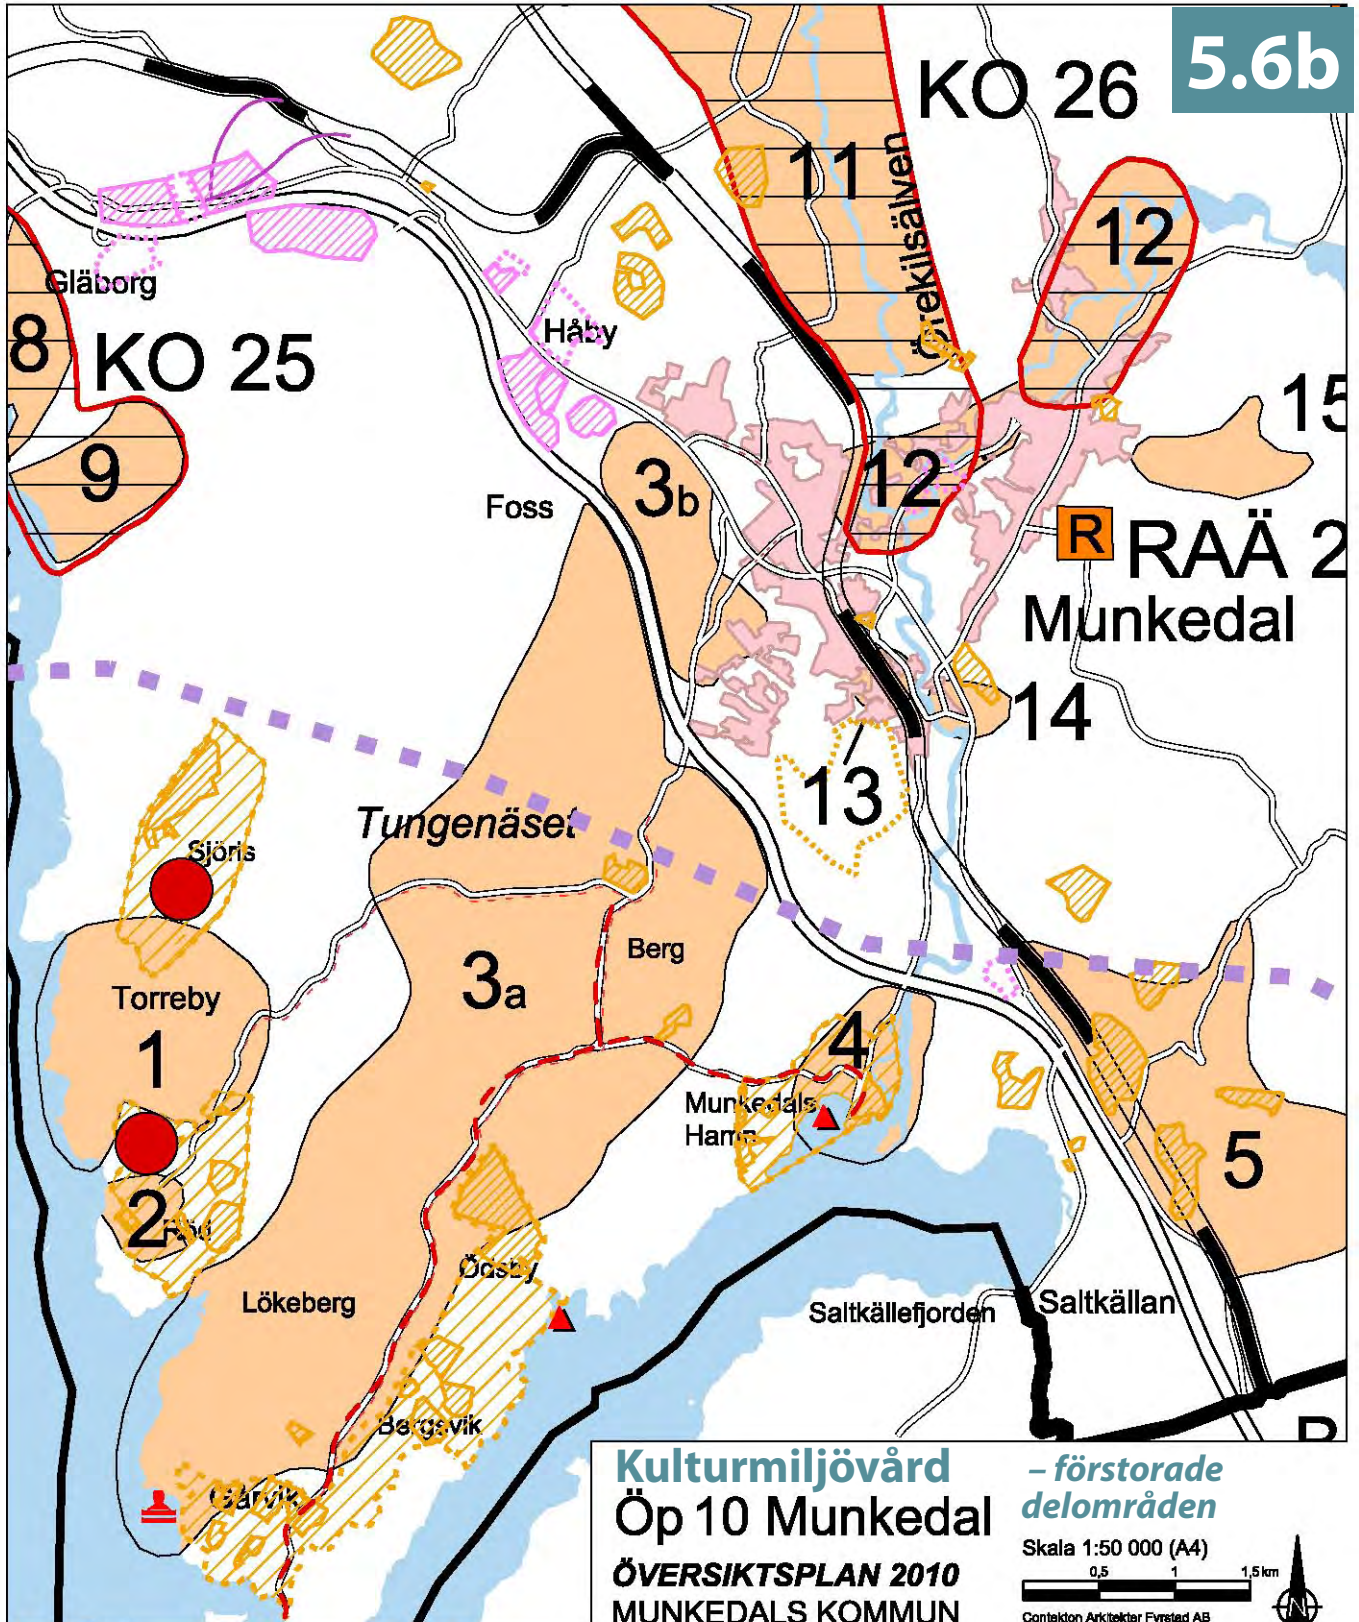 5.6b
KO 26
11
Örekilsälven
12
Gläborg
8
KO 25
Håby
15
9
3b
12
Foss
R
RAÄ 2
Munkedal
14
13
Tungenäset
Sjöris
Berg
3a
Torreby
1
4
Munkedals
Hamn
5
2
Röd
Ödsby
Lökeberg
Saltkällefjorden
Saltkällan
Bergsvik
Gårvik
Kulturmiljövård
– förstorade
delområden
Öp 10 Munkedal
Skala 1:50 000 (A4)
0,5 1 1,5 km
ÖVERSIKTSPLAN 2010
MUNKEDALS KOMMUN
Contekton Arkitekter Fyrstad AB
N